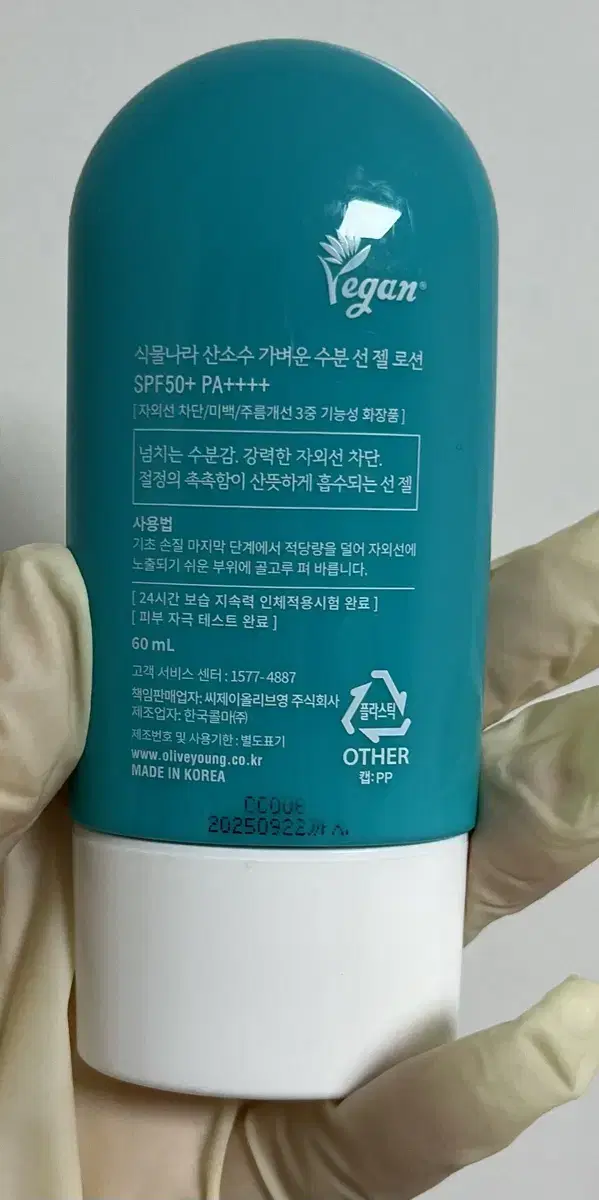 Vegan®
식물나라 산소수 가벼운 수분 선 젤 로션
SPF50+ PA++++
[자외선 차단/미백/주름개선 3중 기능성 화장품]
넘치는 수분감. 강력한 자외선 차단.
절정의 촉촉함이 산뜻하게 흡수되는 선 젤
사용법
기초 손질 마지막 단계에서 적당량을 덜어 자외선에
노출되기 쉬운 부위에 골고루 펴 바릅니다.
[24시간 보습 지속력 인체적용시험 완료]
[피부 자극 테스트 완료]
60 mL
고객 서비스 센터 : 1577-4887
책임판매업자: 씨제이올리브영 주식회사
제조업자: 한국콜마(주)
제조번호 및 사용기한 : 별도표기
www.oliveyoung.co.kr
MADE IN KOREA
플라스틱
OTHER
캡:PP
20250922